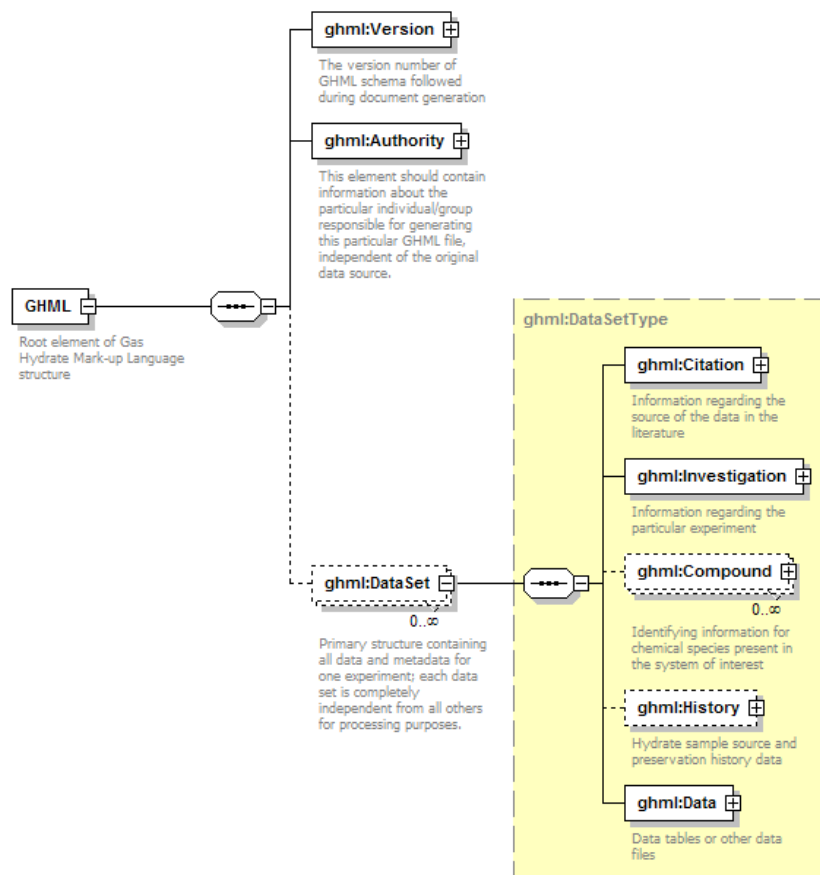 ghml:Version
The version number of
GHML schema followed
during document generation
ghml:Authority
This element should contain
information about the
particular individual/group
responsible for generating
this particular GHML file,
independent of the original
data source.
GHML
Root element of Gas
Hydrate Mark-up Language
structure
ghml:DataSet
0..∞
Primary structure containing
all data and metadata for
one experiment; each data
set is completely
independent from all others
for processing purposes.
ghml:DataSetType
ghml:Citation
Information regarding the
source of the data in the
literature
ghml:Investigation
Information regarding the
particular experiment
ghml:Compound
0..∞
Identifying information for
chemical species present in
the system of interest
ghml:History
Hydrate sample source and
preservation history data
ghml:Data
Data tables or other data
files